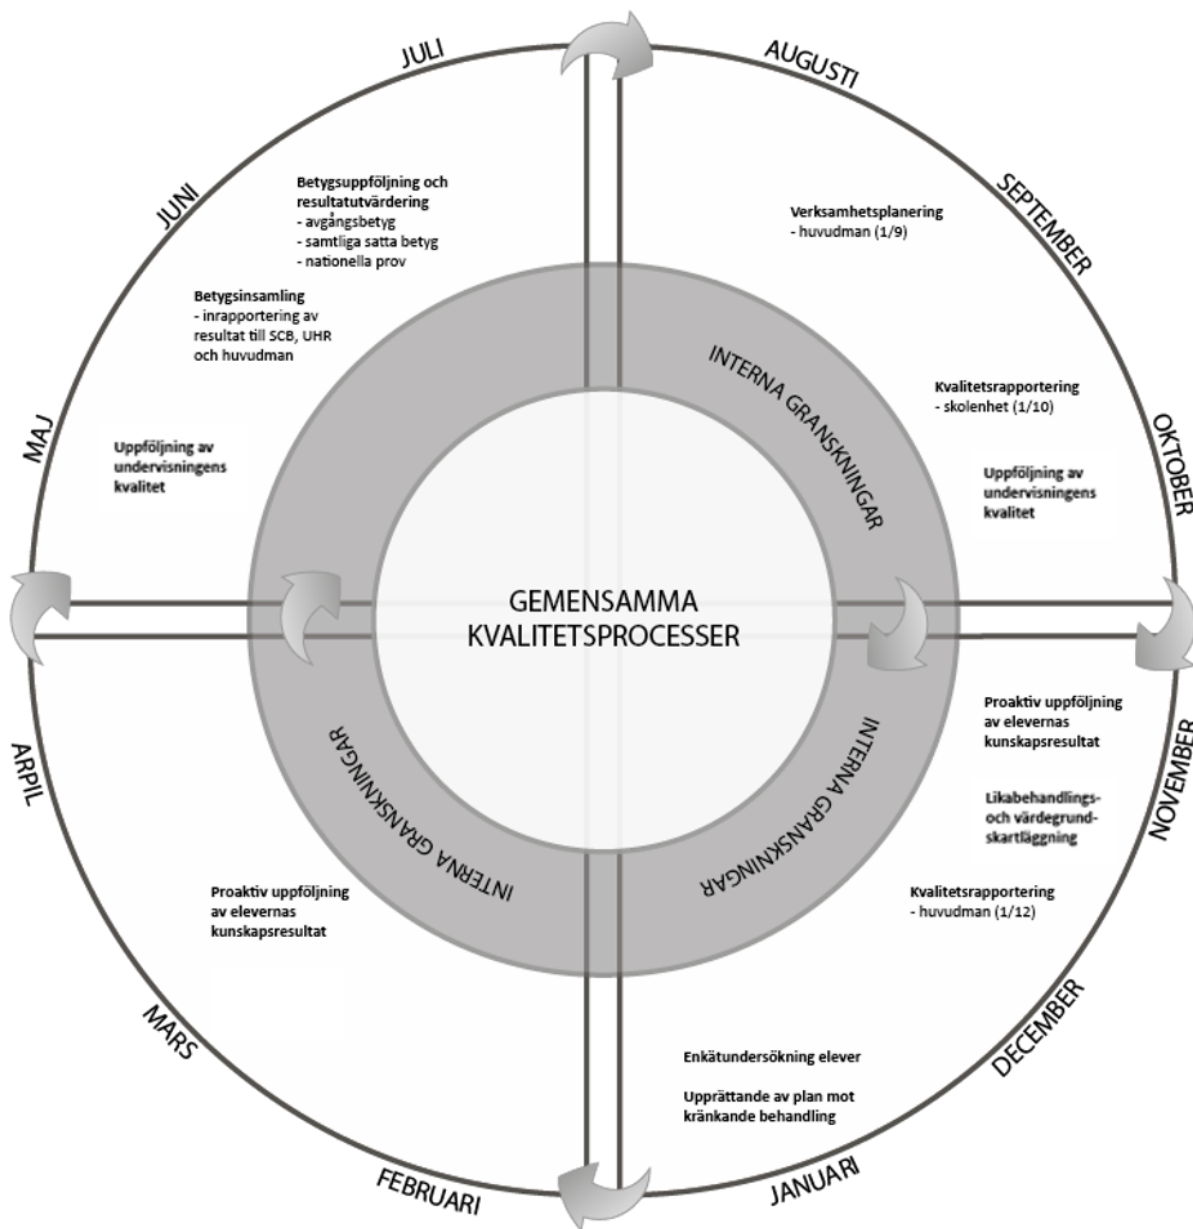 JULI
AUGUSTI
JUNI
SEPTEMBER
Betygsuppföljning och
resultatutvärdering
- avgångsbetyg
- samtliga satta betyg
- nationella prov
Verksamhetsplanering
- huvudman (1/9)
Betygsinsamling
- inrapportering av
resultat till SCB, UHR
och huvudman
INTERNA GRANSKNINGAR
Kvalitetsrapportering
- skolenhet (1/10)
MAJ
OKTOBER
Uppföljning av
undervisningens
kvalitet
Uppföljning av
undervisningens
kvalitet
GEMENSAMMA
KVALITETSPROCESSER
Proaktiv uppföljning
av elevernas
kunskapsresultat
ARPIL
NOVEMBER
INTERNA GRANSKNINGAR
INTERNA GRANSKNINGAR
Likabehandlings-
och värdegrund-
skartläggning
Proaktiv uppföljning
av elevernas
kunskapsresultat
Kvalitetsrapportering
- huvudman (1/12)
MARS
DECEMBER
Enkätundersökning elever
Upprättande av plan mot
kränkande behandling
FEBRUARI
JANUARI